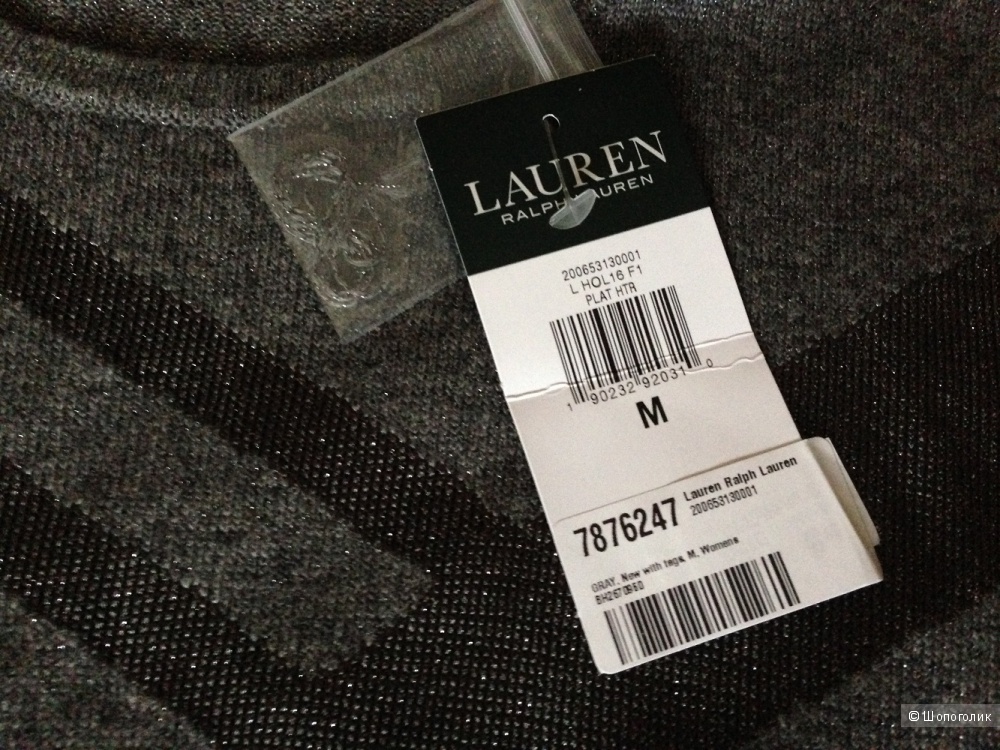 LAUREN
RALPH LAUREN
200653130001
L HOL16 F1
PLAT HTR
1 90232 92031 0
M
7876247 Lauren Ralph Lauren
200653130001
GRAY, New with tags, M, Womens
BH2670950
© Шопоголик